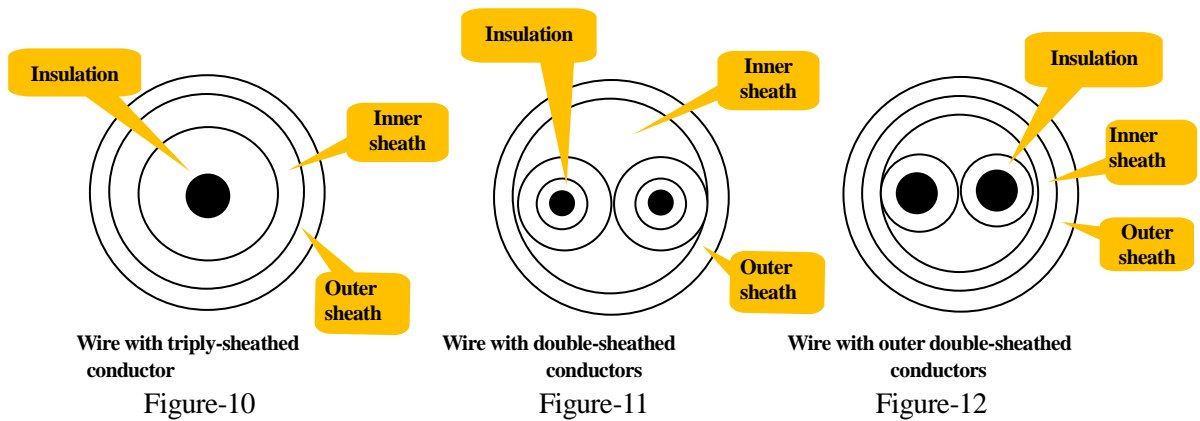 Insulation
Inner
sheath
Outer
sheath
Wire with triply-sheathed
conductor
Figure-10
Insulation
Inner
sheath
Outer
sheath
Wire with double-sheathed
conductors
Figure-11
Insulation
Inner
sheath
Outer
sheath
Wire with outer double-sheathed
conductors
Figure-12